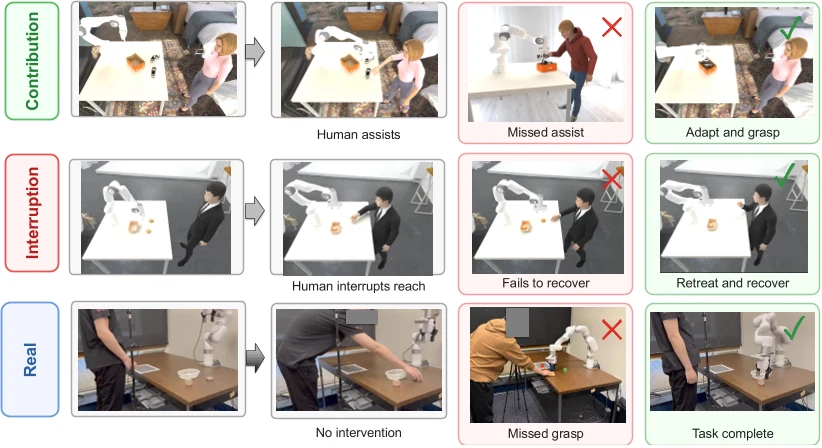 Contribution
Human assists
Missed assist
Adapt and grasp
Interruption
Human interrupts reach
Fails to recover
Retreat and recover
Real
No intervention
Missed grasp
Task complete